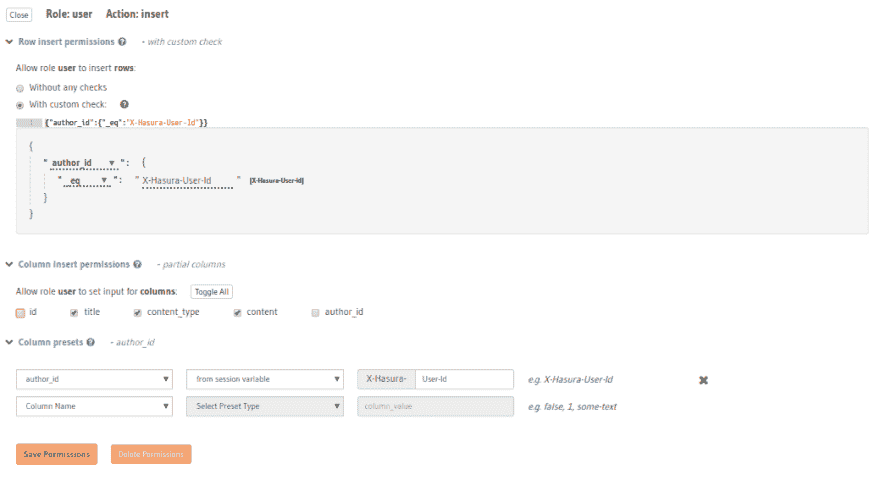 Close Role: user Action: insert
Row insert permissions ? - with custom check
Allow role user to insert rows:
Without any checks
With custom check: ?
1 {"author_id":{"_eq":"X-Hasura-User-Id"}}
{
" author_id ▼ ": {
" _eq ▼ ": " X-Hasura-User-Id " [X-Hasura-User-Id]
}
}
Column insert permissions ? - partial columns
Allow role user to set input for columns: Toggle All
id title content_type content author_id
Column presets ? - author_id
author_id from session variable X-Hasura- User-Id e.g. X-Hasura-User-Id
Column Name Select Preset Type column_value e.g. false, 1, some-text
Save Permissions Delete Permissions